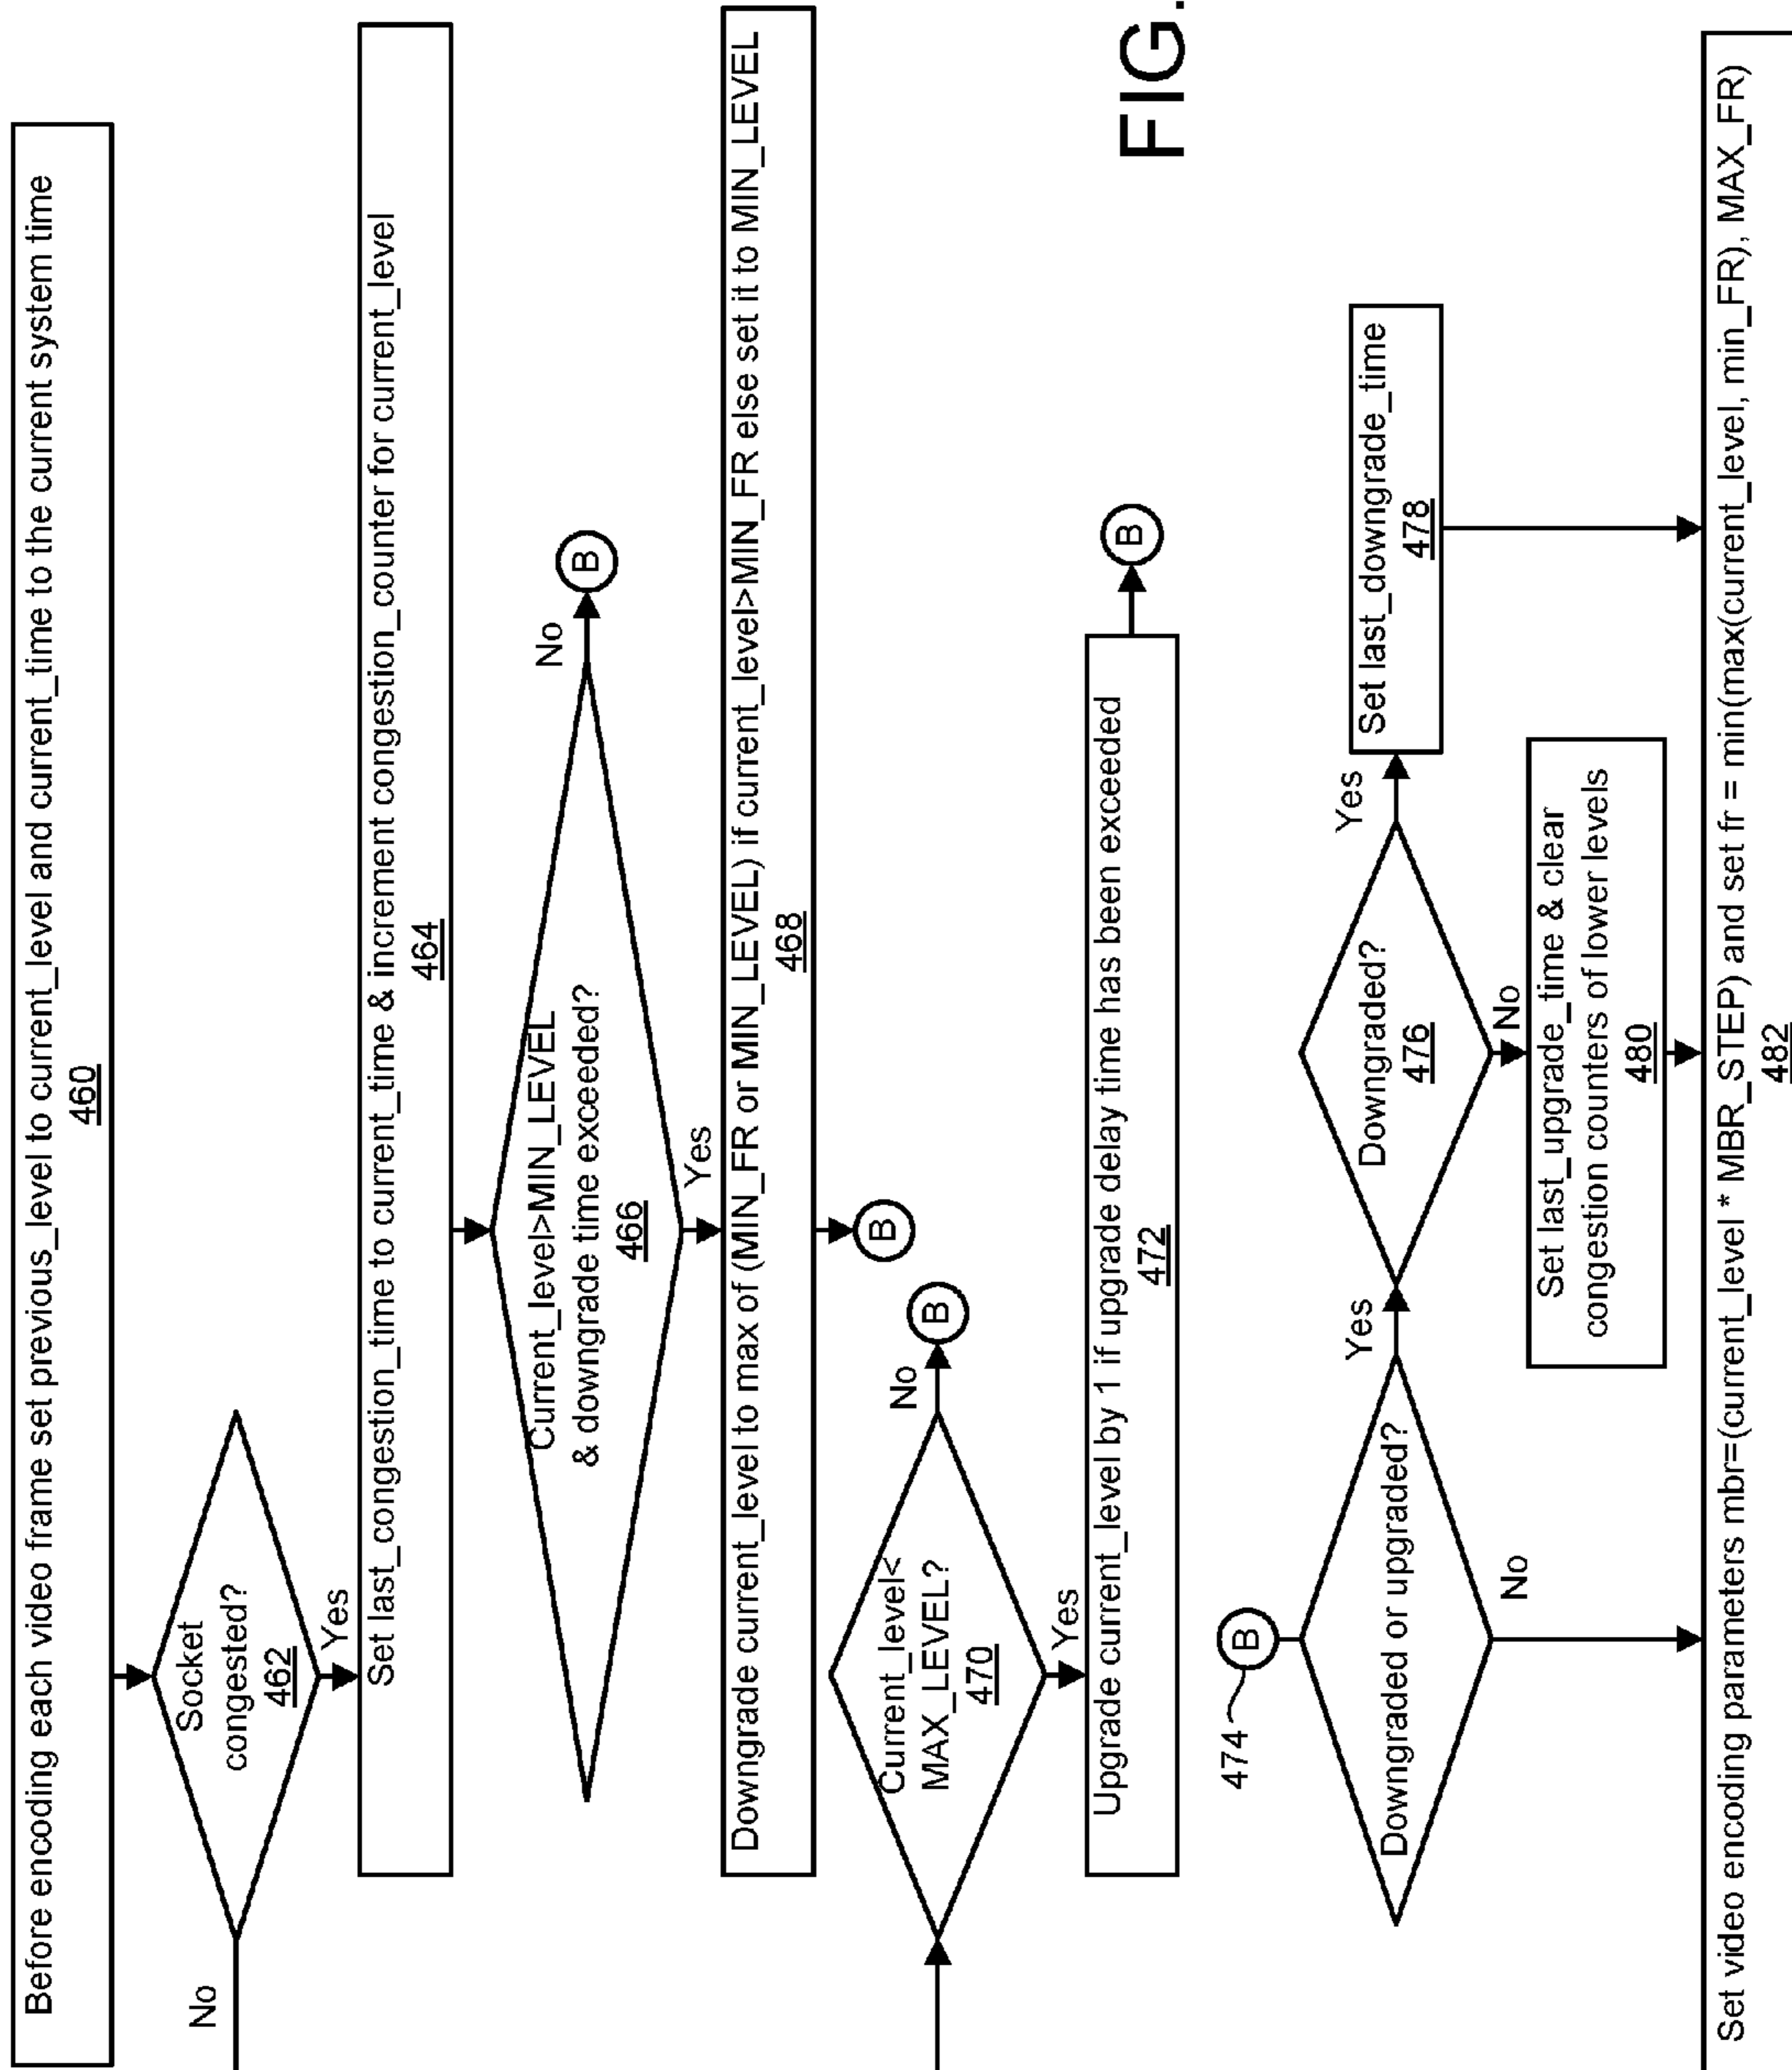 Before encoding each video frame set previous_level to current_level and current_time to the current system time
460
Socket
congested?
462
No
Yes
Set last_congestion_time to current_time & increment congestion_counter for current_level
464
Current_level>MIN_LEVEL
& downgrade time exceeded?
466
No
B
Yes
Downgrade current_level to max of (MIN_FR or MIN_LEVEL) if current_level>MIN_FR else set it to MIN_LEVEL
468
B
Current_level<
MAX_LEVEL?
470
No
B
Yes
Upgrade current_level by 1 if upgrade delay time has been exceeded
472
B
FIG.
474
B
Downgraded or upgraded?
Yes
No
Downgraded?
476
Yes
No
Set last_downgrade_time
478
Set last_upgrade_time & clear
congestion counters of lower levels
480
Set video encoding parameters mbr=(current_level * MBR_STEP) and set fr = min(max(current_level, min_FR), MAX_FR)
482